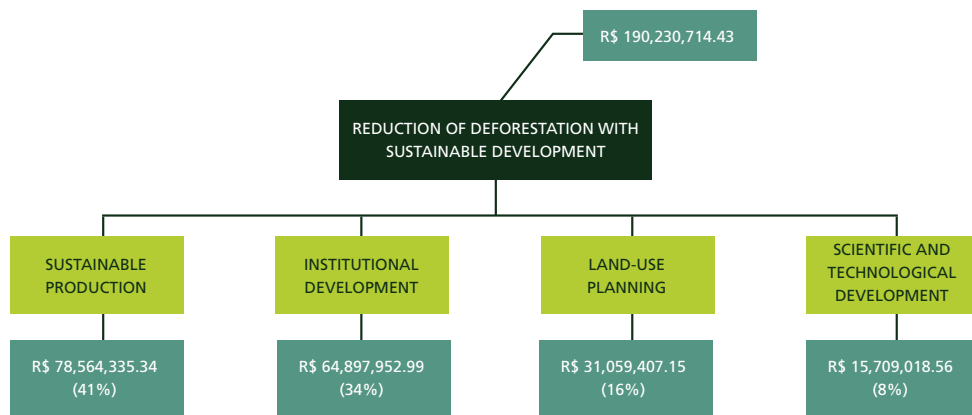 R$ 190,230,714.43
REDUCTION OF DEFORESTATION WITH
SUSTAINABLE DEVELOPMENT
SUSTAINABLE
PRODUCTION
INSTITUTIONAL
DEVELOPMENT
LAND-USE
PLANNING
SCIENTIFIC AND
TECHNOLOGICAL
DEVELOPMENT
R$ 78,564,335.34
(41%)
R$ 64,897,952.99
(34%)
R$ 31,059,407.15
(16%)
R$ 15,709,018.56
(8%)